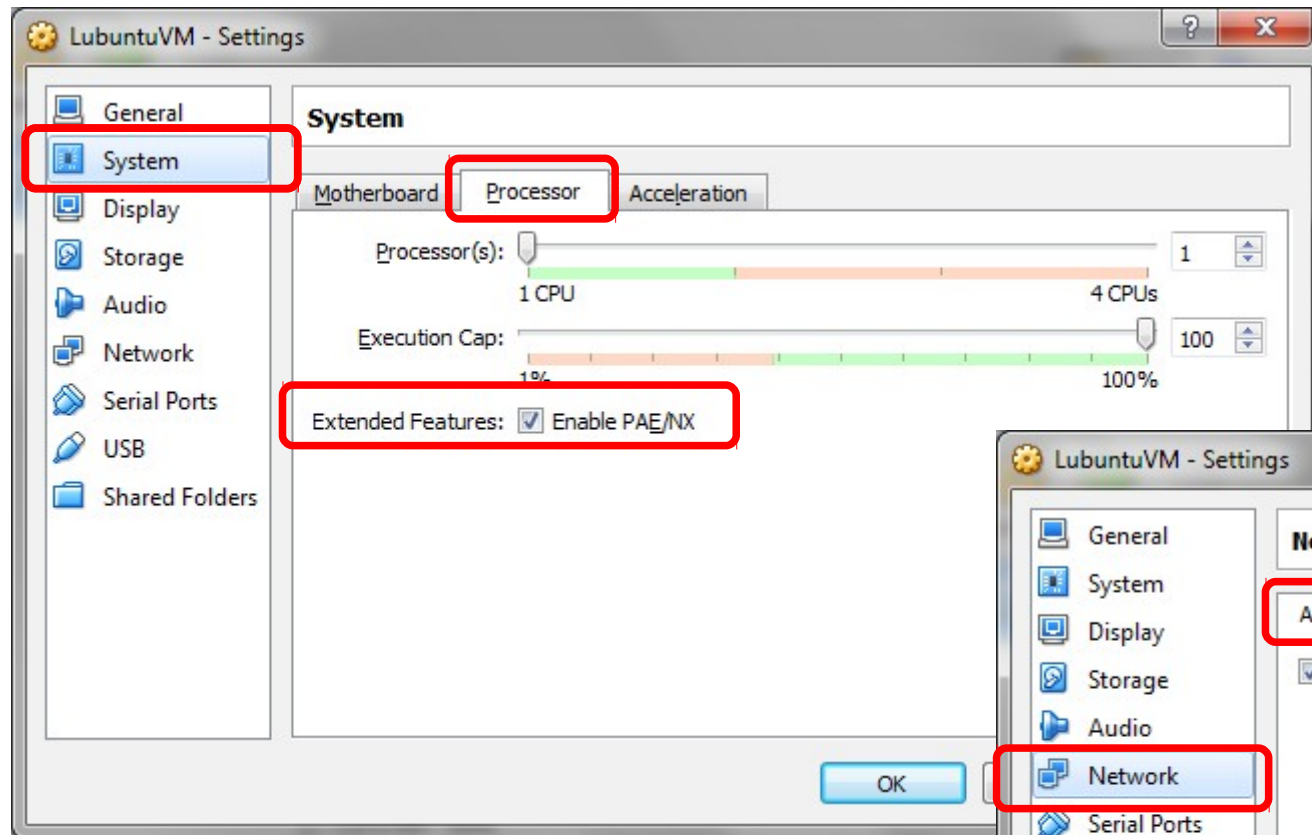 LubuntuVM - Settings
General
System
Display
Storage
Audio
Network
Serial Ports
USB
Shared Folders
System
Motherboard Processor Acceleration
Processor(s): 1
1 CPU 4 CPUs
Execution Cap: 100
1% 100%
Extended Features: Enable PAE/NX
OK
LubuntuVM - Settings
General
System
Display
Storage
Audio
Network
Serial Ports